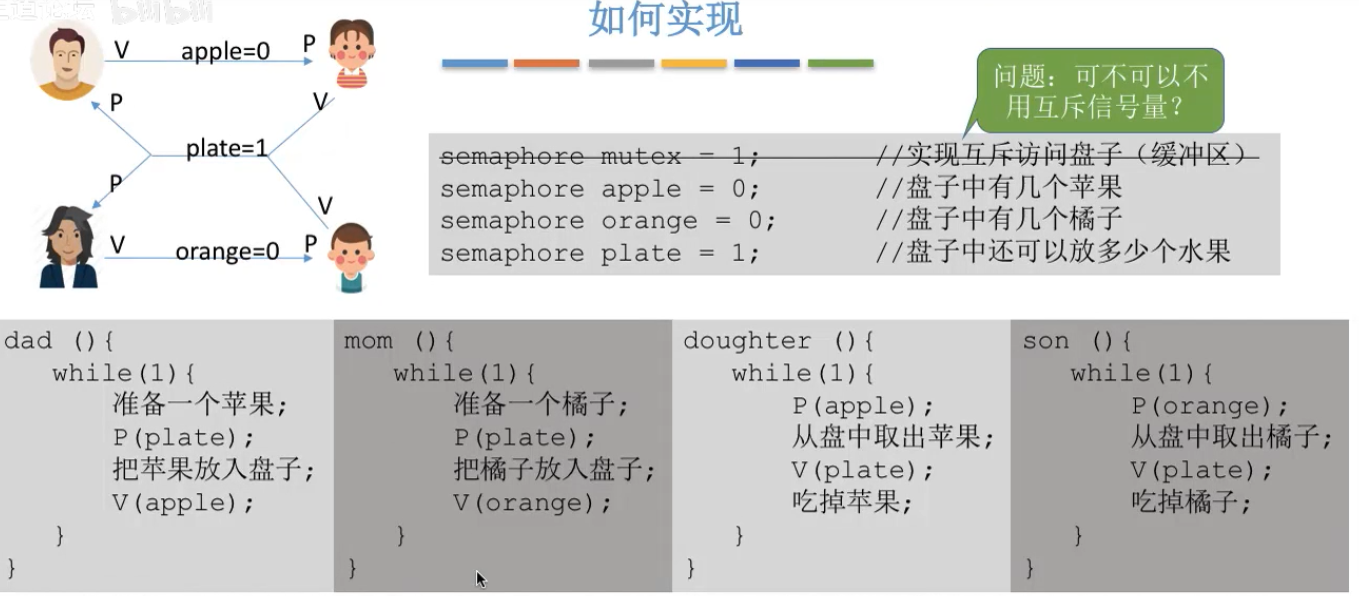 如何实现
V apple=0 P
P V
plate=1
P V
V orange=0 P
问题：可不可以不
用互斥信号量？
semaphore mutex = 1; //实现互斥访问盘子（缓冲区）
semaphore apple = 0; //盘子中有几个苹果
semaphore orange = 0; //盘子中有几个橘子
semaphore plate = 1; //盘子中还可以放多少个水果
dad (){
while(1){
准备一个苹果;
P(plate);
把苹果放入盘子;
V(apple);
}
}
mom (){
while(1){
准备一个橘子;
P(plate);
把橘子放入盘子;
V(orange);
}
}
doughter (){
while(1){
P(apple);
从盘中取出苹果;
V(plate);
吃掉苹果;
}
}
son (){
while(1){
P(orange);
从盘中取出橘子;
V(plate);
吃掉橘子;
}
}